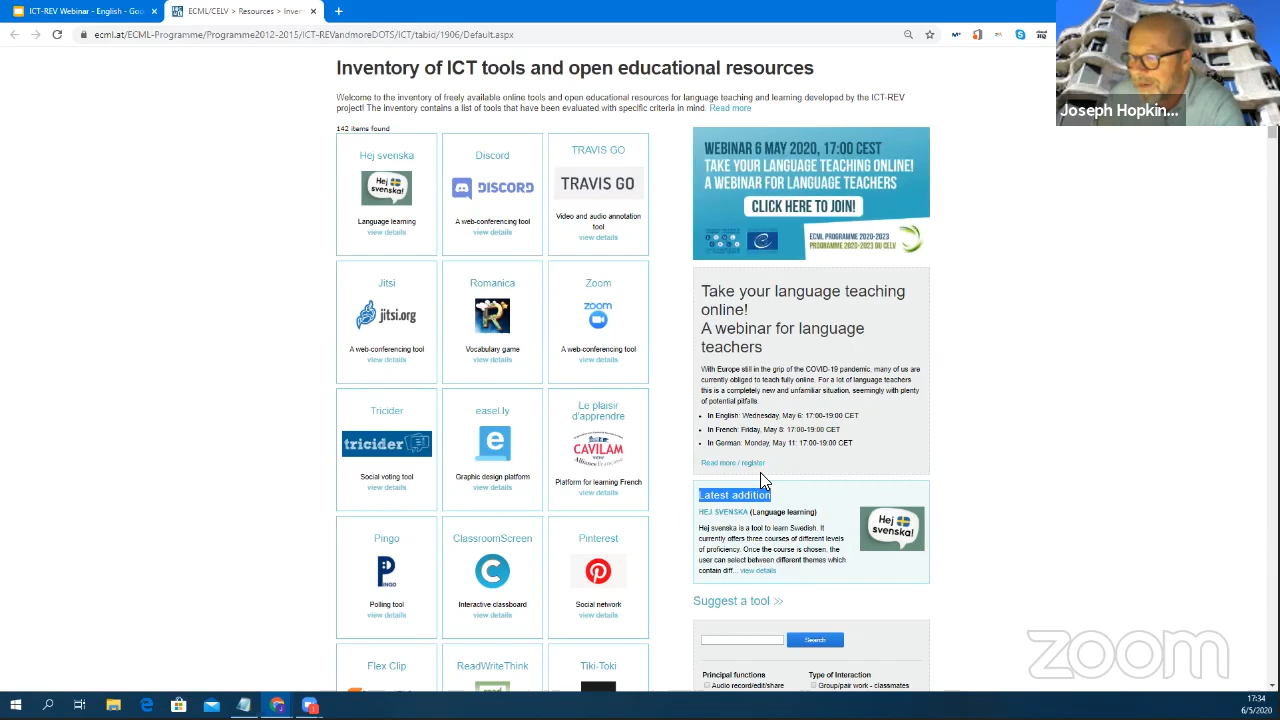 ICT-REV Webinar - English - Goo
ECML/CELV > Resources > Inven
ecml.at/ECML-Programme/Programme2012-2015/ICT-REVandmoreDOTS/ICT/tabid/1906/Default.aspx
Joseph Hopkin...
Inventory of ICT tools and open educational resources
Welcome to the inventory of freely available online tools and open educational resources for language teaching and learning developed by the ICT-REV
project! The inventory contains a list of tools that have been evaluated with specific criteria in mind. Read more
142 items found
Hej svenska
Hej
svenska!
Language learning
view details
Discord
DISCORD
A web-conferencing tool
view details
TRAVIS GO
TRAVIS GO
Video and audio annotation
tool
view details
Jitsi
jitsi.org
A web-conferencing tool
view details
Romanica
R
Vocabulary game
view details
Zoom
zoom
A web-conferencing tool
view details
Tricider
tricider
Social voting tool
view details
easel.ly
e
Graphic design platform
view details
Le plaisir
d'apprendre
CAVILAM
Platform for learning French
view details
Pingo
PINGO
Polling tool
view details
ClassroomScreen
C
Interactive classboard
view details
Pinterest
Social network
view details
Flex Clip
ReadWriteThink
read
Tiki-Toki
WEBINAR 6 MAY 2020, 17:00 CEST
TAKE YOUR LANGUAGE TEACHING ONLINE!
A WEBINAR FOR LANGUAGE TEACHERS
CLICK HERE TO JOIN!
ECML PROGRAMME 2020-2023
PROGRAMME 2020-2023 DU CELV
Take your language teaching
online!
A webinar for language
teachers
With Europe still in the grip of the COVID-19 pandemic, many of us are
currently obliged to teach fully online. For a lot of language teachers
this is a completely new and unfamiliar situation, seemingly with plenty
of potential pitfalls.
In English: Wednesday, May 6: 17:00-19:00 CET
In French: Friday, May 8: 17:00-19:00 CET
In German: Monday, May 11: 17:00-19:00 CET
Read more / register
Latest addition
HEJ SVENSKA (Language learning)
Hej svenska is a tool to learn Swedish. It
currently offers three courses of different levels
of proficiency. Once the course is chosen, the
user can select between different themes which
contain diff... view details
Hej
svenska!
Suggest a tool >>
Search
Principal functions
Audio record/edit/share
Type of Interaction
Group/pair work - classmates
zoom
17:34
6/5/2020